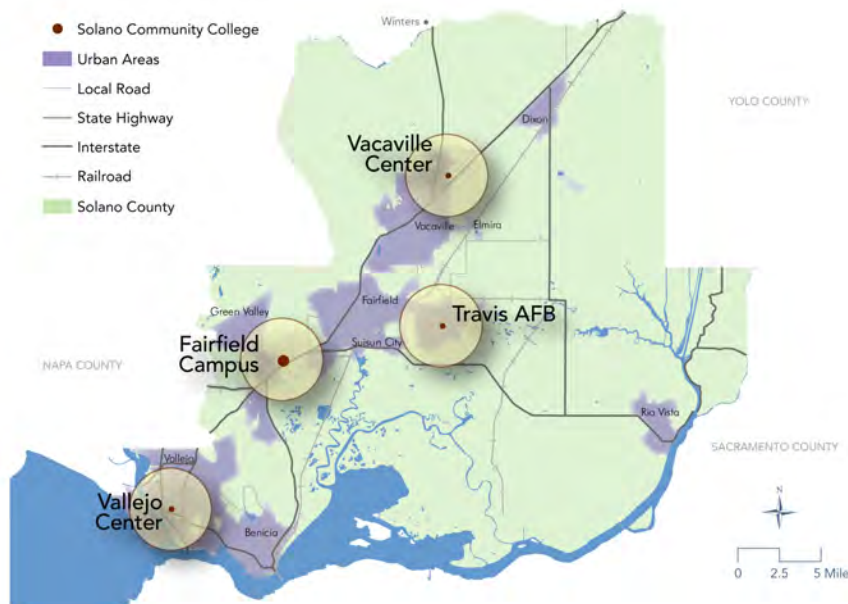 Solano Community College
Urban Areas
Local Road
State Highway
Interstate
Railroad
Solano County
Winters
YOLO COUNTY
Dixon
Vacaville
Center
Vacaville
Elmira
Green Valley
Fairfield
Travis AFB
Fairfield
Campus
Suisun City
NAPA COUNTY
Rio Vista
SACRAMENTO COUNTY
Vallejo
Vallejo
Center
Benicia
N
0 2.5 5 Mile